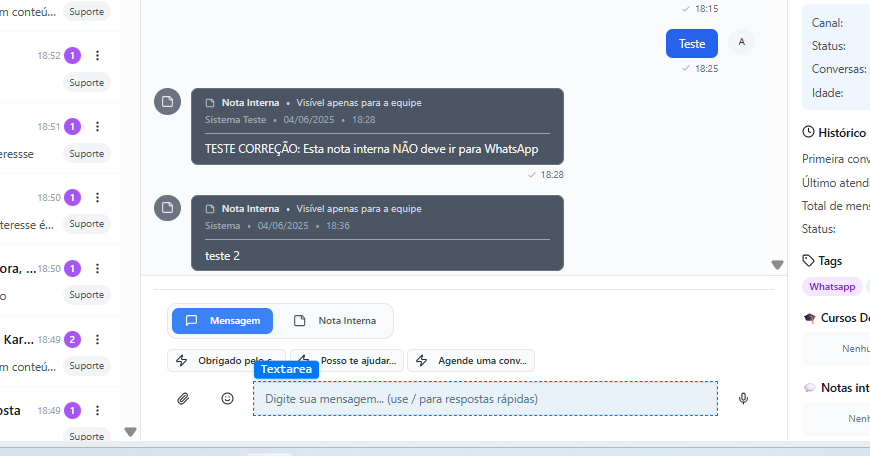 m conteú... Suporte
18:52 1
Suporte
18:51 1
eressse Suporte
18:50 1
teresse é... Suporte
ora, ... 18:50 1
o Suporte
Kar... 18:49 2
m conteú... Suporte
osta 18:49 1
Suporte
18:15
Teste A
18:25
Nota Interna • Visível apenas para a equipe
Sistema Teste • 04/06/2025 • 18:28
TESTE CORREÇÃO: Esta nota interna NÃO deve ir para WhatsApp
18:28
Nota Interna • Visível apenas para a equipe
Sistema • 04/06/2025 • 18:36
teste 2
Mensagem Nota Interna
Obrigado pelo c... Posso te ajudar... Agende uma conv...
Textarea
Digite sua mensagem... (use / para respostas rápidas)
Canal:
Status:
Conversas:
Idade:
Histórico
Primeira conv
Último atend
Total de mens
Status:
Tags
Whatsapp
Cursos De
Nenhu
Notas int
Nenh